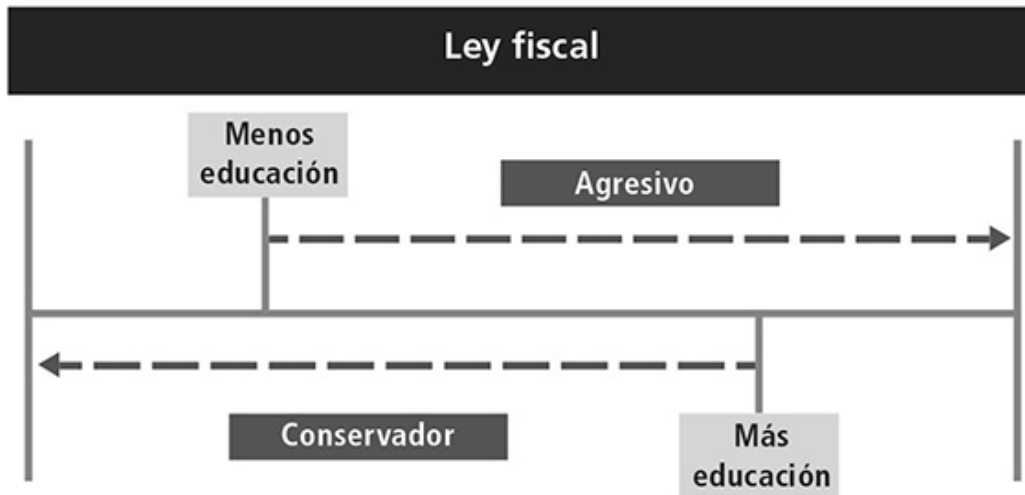 Ley fiscal
Menos
educación
Agresivo
Conservador
Más
educación